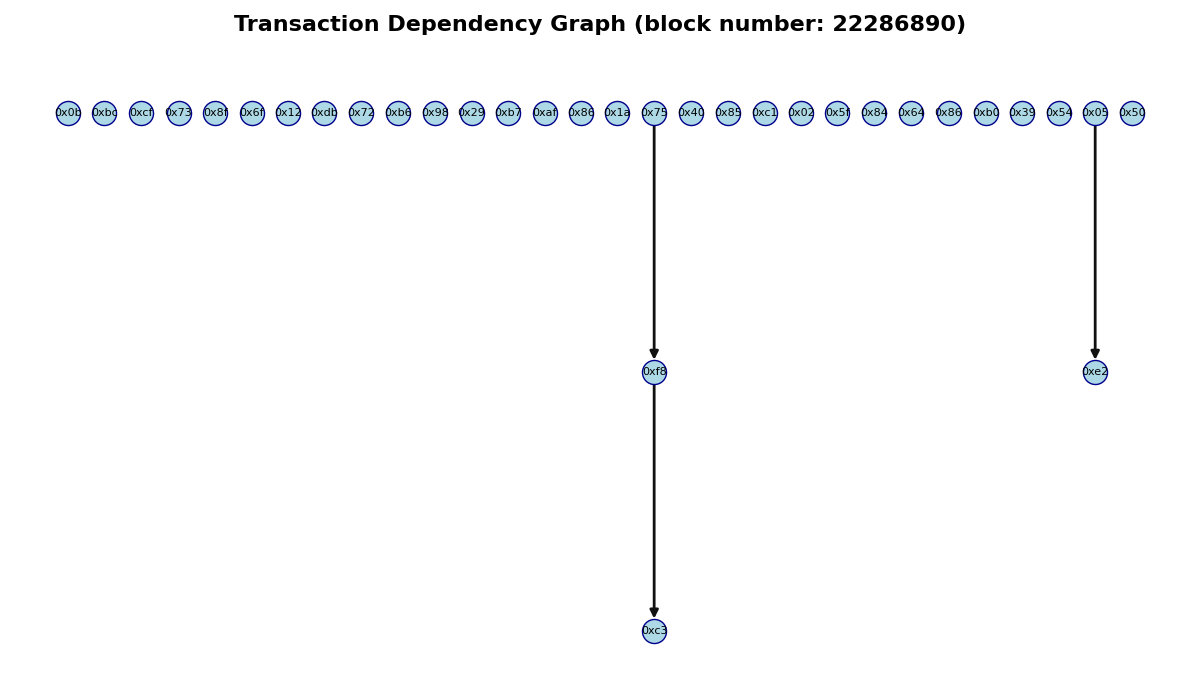 Transaction Dependency Graph (block number: 22286890)
0x0b 0xbc 0xcf 0x73 0x8f 0x6f 0x12 0xdb 0x72 0xb6 0x98 0x29 0xb7 0xaf 0x86 0x1a 0x75 0x40 0x85 0xc1 0x02 0x5f 0x84 0x64 0x86 0xb0 0x39 0x54 0x05 0x50
0xf8 0xe2
0xc3